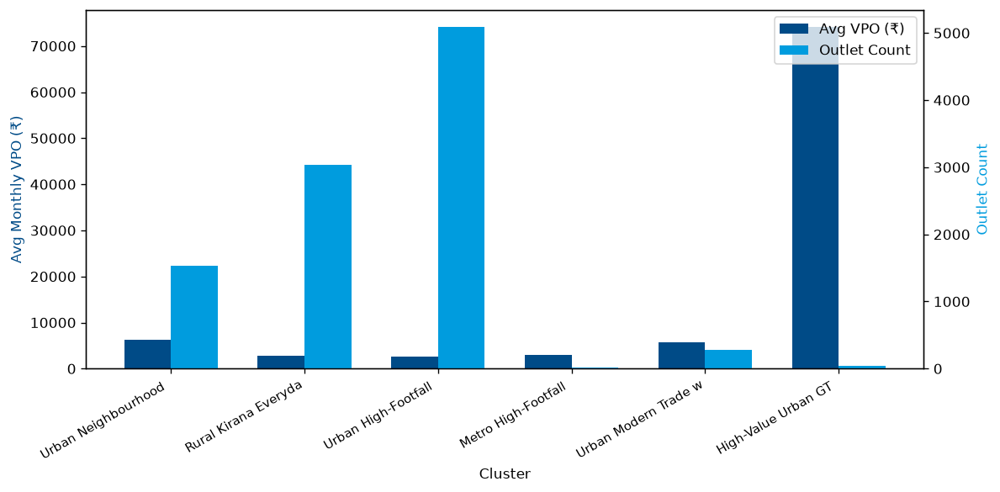 Avg VPO (₹)
Outlet Count
Avg Monthly VPO (₹)
70000
60000
50000
40000
30000
20000
10000
0
5000
4000
3000
2000
1000
0
Outlet Count
Urban Neighbourhood
Rural Kirana Everyda
Urban High-Footfall
Metro High-Footfall
Urban Modern Trade w
High-Value Urban GT
Cluster